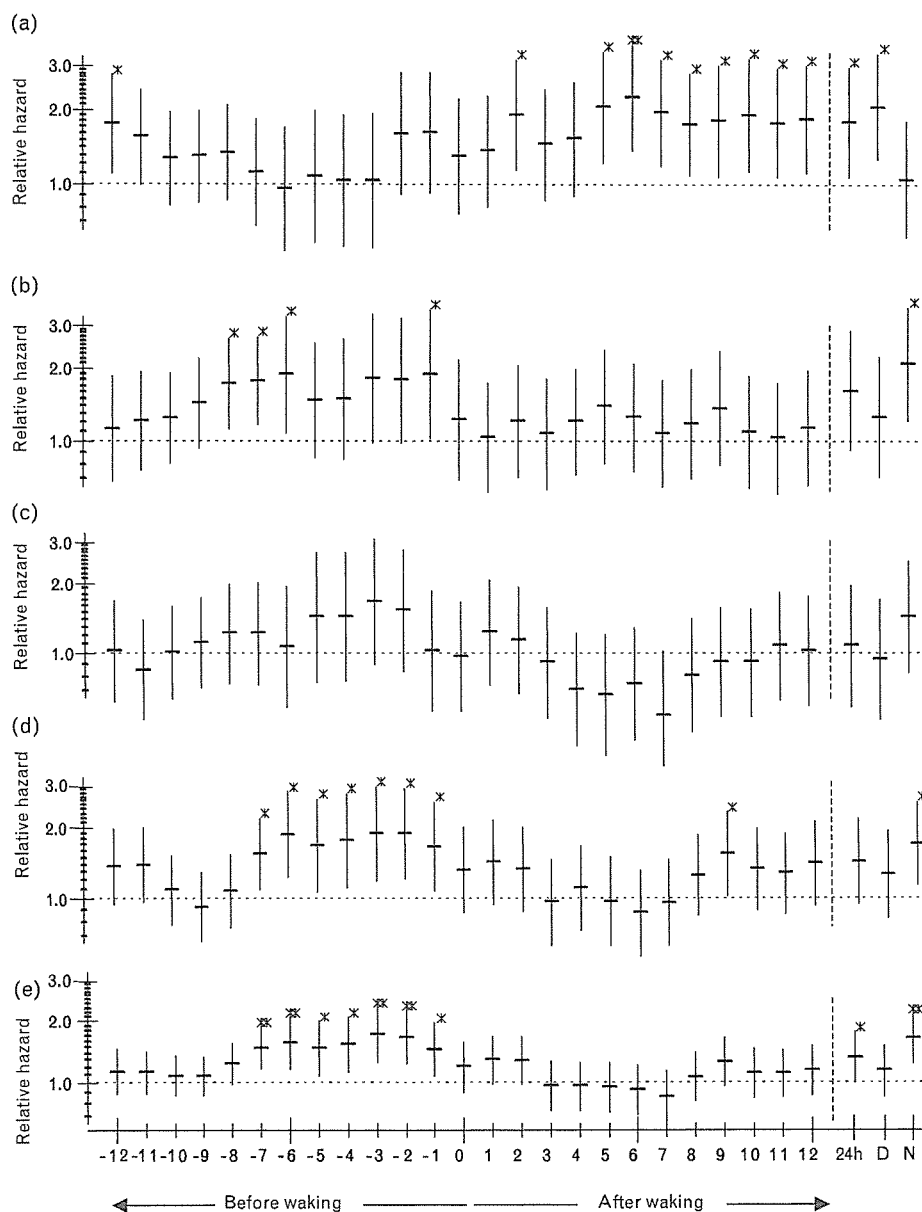 (a)
Relative hazard
3.0
2.0
1.0
(b)
Relative hazard
3.0
2.0
1.0
(c)
Relative hazard
3.0
2.0
1.0
(d)
Relative hazard
3.0
2.0
1.0
(e)
Relative hazard
3.0
2.0
1.0
-12 -11 -10 -9 -8 -7 -6 -5 -4 -3 -2 -1 0 1 2 3 4 5 6 7 8 9 10 11 12 24h D N
Before waking After waking